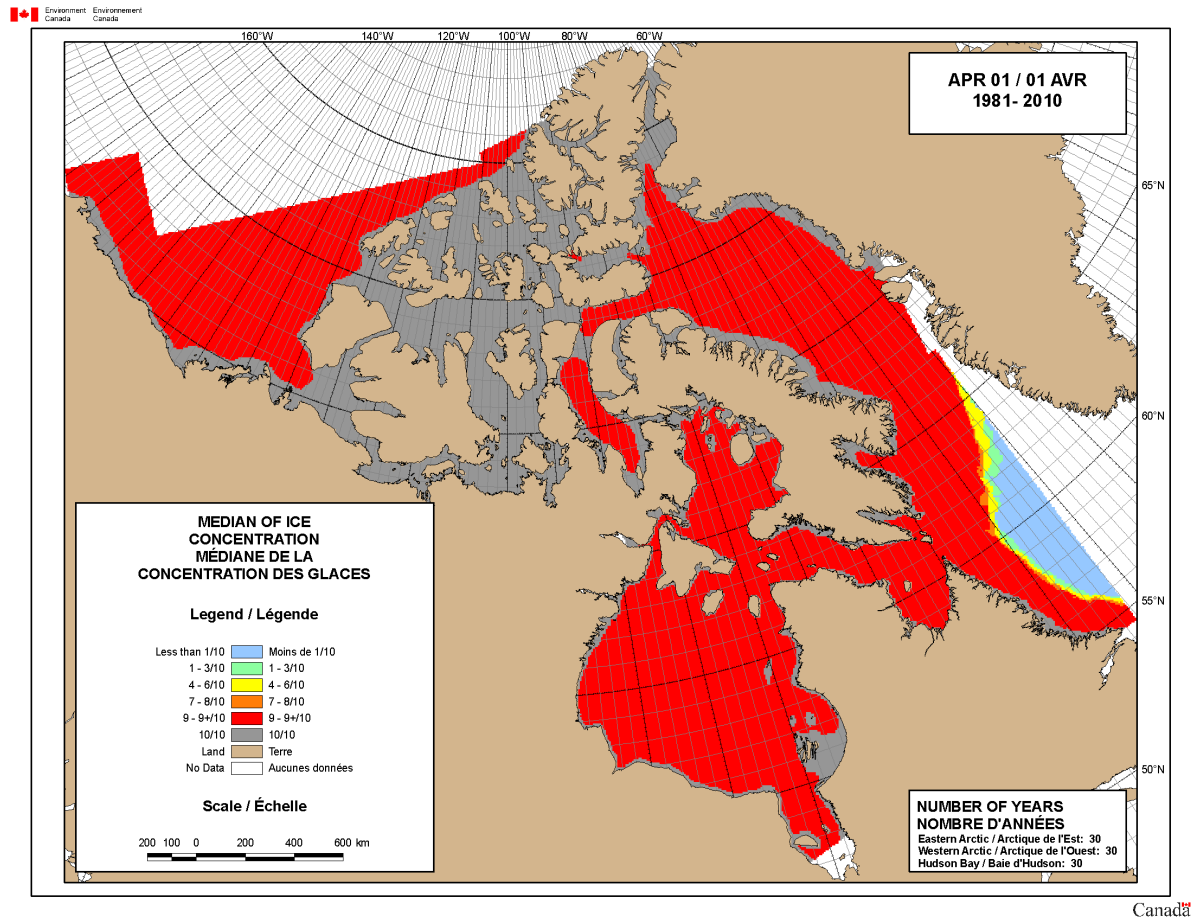 Environment Environnement
Canada Canada
160°W 140°W 120°W 100°W 80°W 60°W
APR 01 / 01 AVR
1981- 2010
65°N
60°N
55°N
50°N
MEDIAN OF ICE
CONCENTRATION
MÉDIANE DE LA
CONCENTRATION DES GLACES
Legend / Légende
Less than 1/10 Moins de 1/10
1 - 3/10 1 - 3/10
4 - 6/10 4 - 6/10
7 - 8/10 7 - 8/10
9 - 9+/10 9 - 9+/10
10/10 10/10
Land Terre
No Data Aucunes données
Scale / Échelle
200 100 0 200 400 600 km
NUMBER OF YEARS
NOMBRE D'ANNÉES
Eastern Arctic / Arctique de l'Est: 30
Western Arctic / Arctique de l'Ouest: 30
Hudson Bay / Baie d'Hudson: 30
Canada